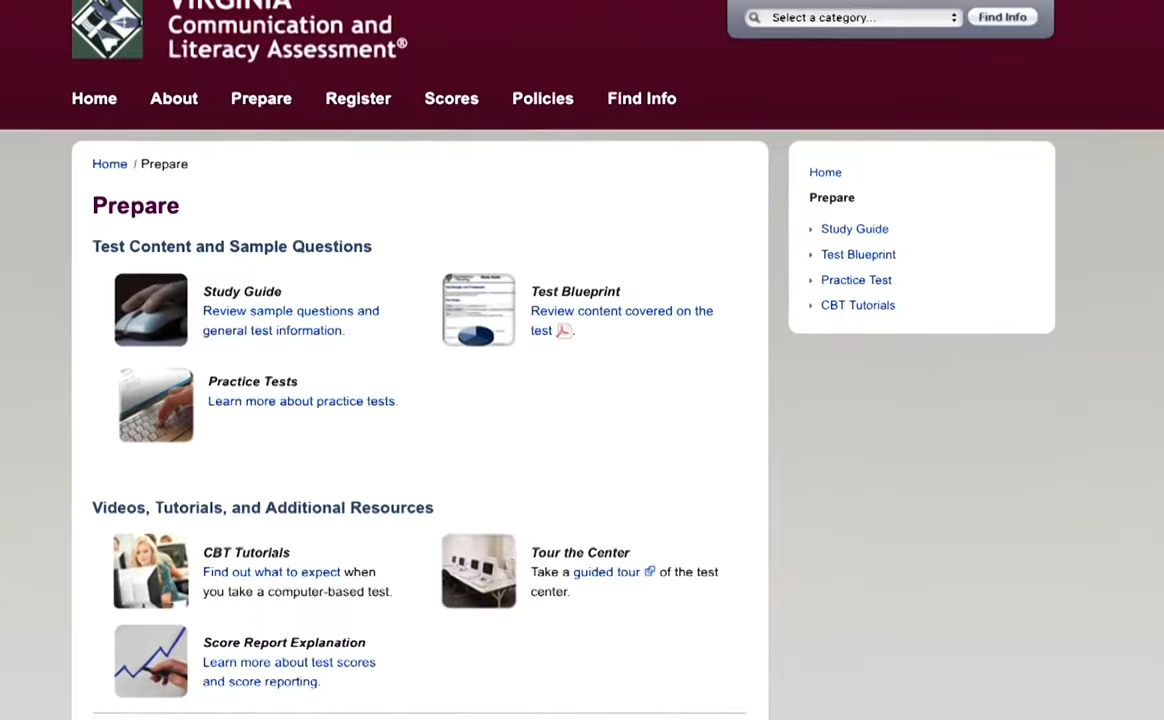 VIRGINIA
Communication and
Literacy Assessment®
Select a category...
Find Info
Home About Prepare Register Scores Policies Find Info
Home / Prepare
Prepare
Test Content and Sample Questions
Study Guide
Review sample questions and
general test information.
Test Blueprint
Review content covered on the
test .
Practice Tests
Learn more about practice tests.
Videos, Tutorials, and Additional Resources
CBT Tutorials
Find out what to expect when
you take a computer-based test.
Tour the Center
Take a guided tour of the test
center.
Score Report Explanation
Learn more about test scores
and score reporting.
Home
Prepare
Study Guide
Test Blueprint
Practice Test
CBT Tutorials